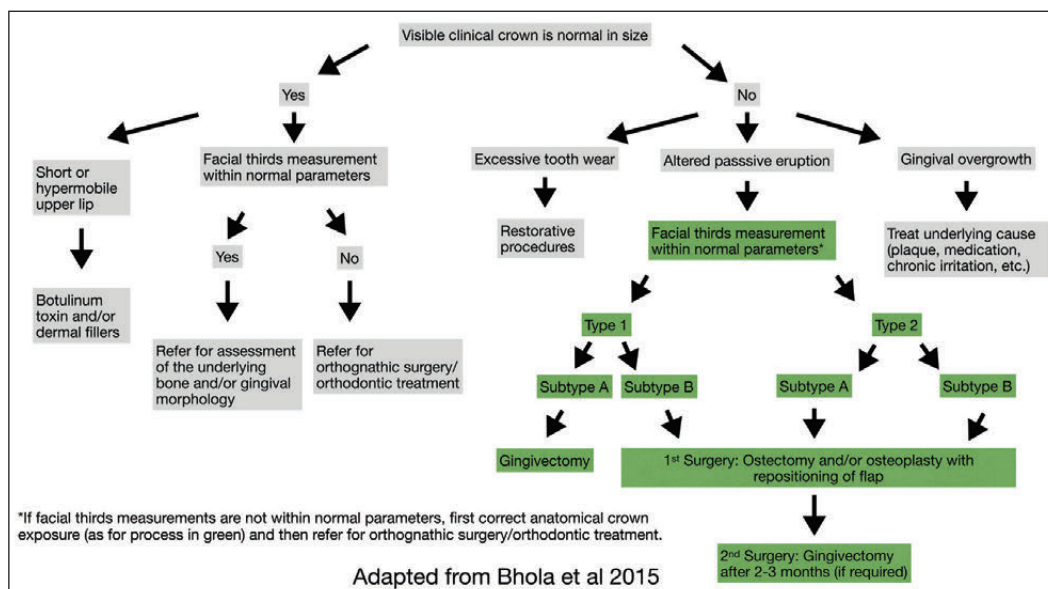 Visible clinical crown is normal in size
Yes
No
Short or
hypermobile
upper lip
Facial thirds measurement
within normal parameters
Excessive tooth wear
Altered passsive eruption
Gingival overgrowth
Restorative
procedures
Facial thirds measurement
within normal parameters*
Treat underlying cause
(plaque, medication,
chronic irritation, etc.)
Yes
No
Botulinum
toxin and/or
dermal fillers
Type 1
Type 2
Refer for assessment
of the underlying
bone and/or gingival
morphology
Refer for
orthognathic surgery/
orthodontic treatment
Subtype A
Subtype B
Subtype A
Subtype B
Gingivectomy
1st Surgery: Ostectomy and/or osteoplasty with
repositioning of flap
*If facial thirds measurements are not within normal parameters, first correct anatomical crown
exposure (as for process in green) and then refer for orthognathic surgery/orthodontic treatment.
2nd Surgery: Gingivectomy
after 2-3 months (if required)
Adapted from Bhola et al 2015